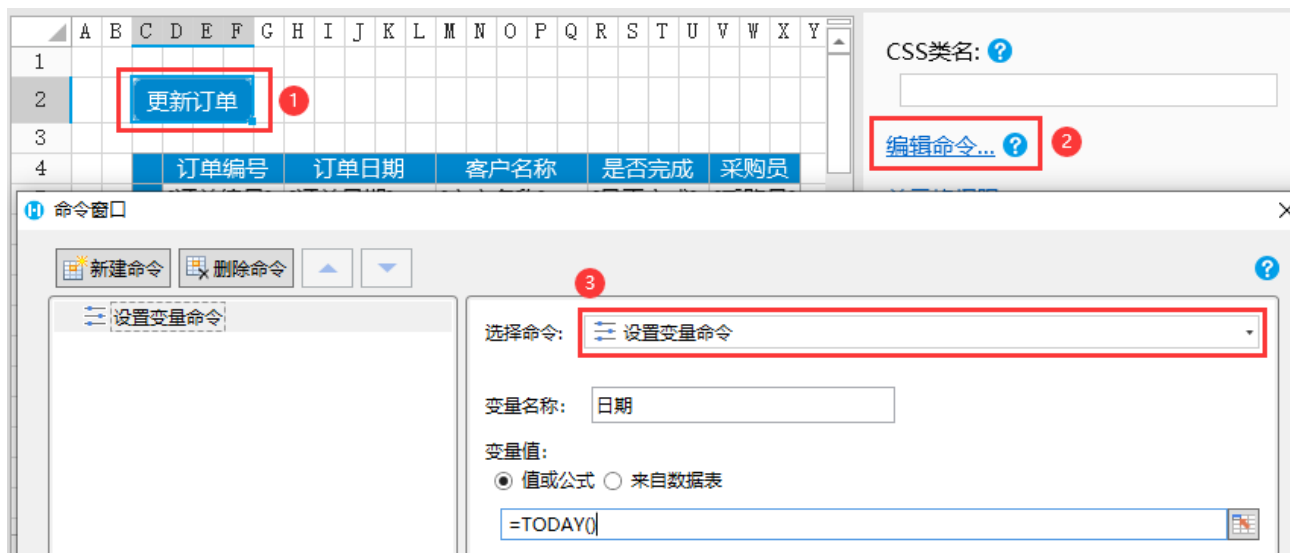 A B C D E F G H I J K L M N O P Q R S T U V W X Y
1
CSS类名: ?
2 更新订单 1
编辑命令... ? 2
3
4 订单编号 订单日期 客户名称 是否完成 采购员
命令窗口
新建命令 删除命令 ?
3
设置变量命令
选择命令: 设置变量命令
变量名称: 日期
变量值:
值或公式 来自数据表
=TODAY()